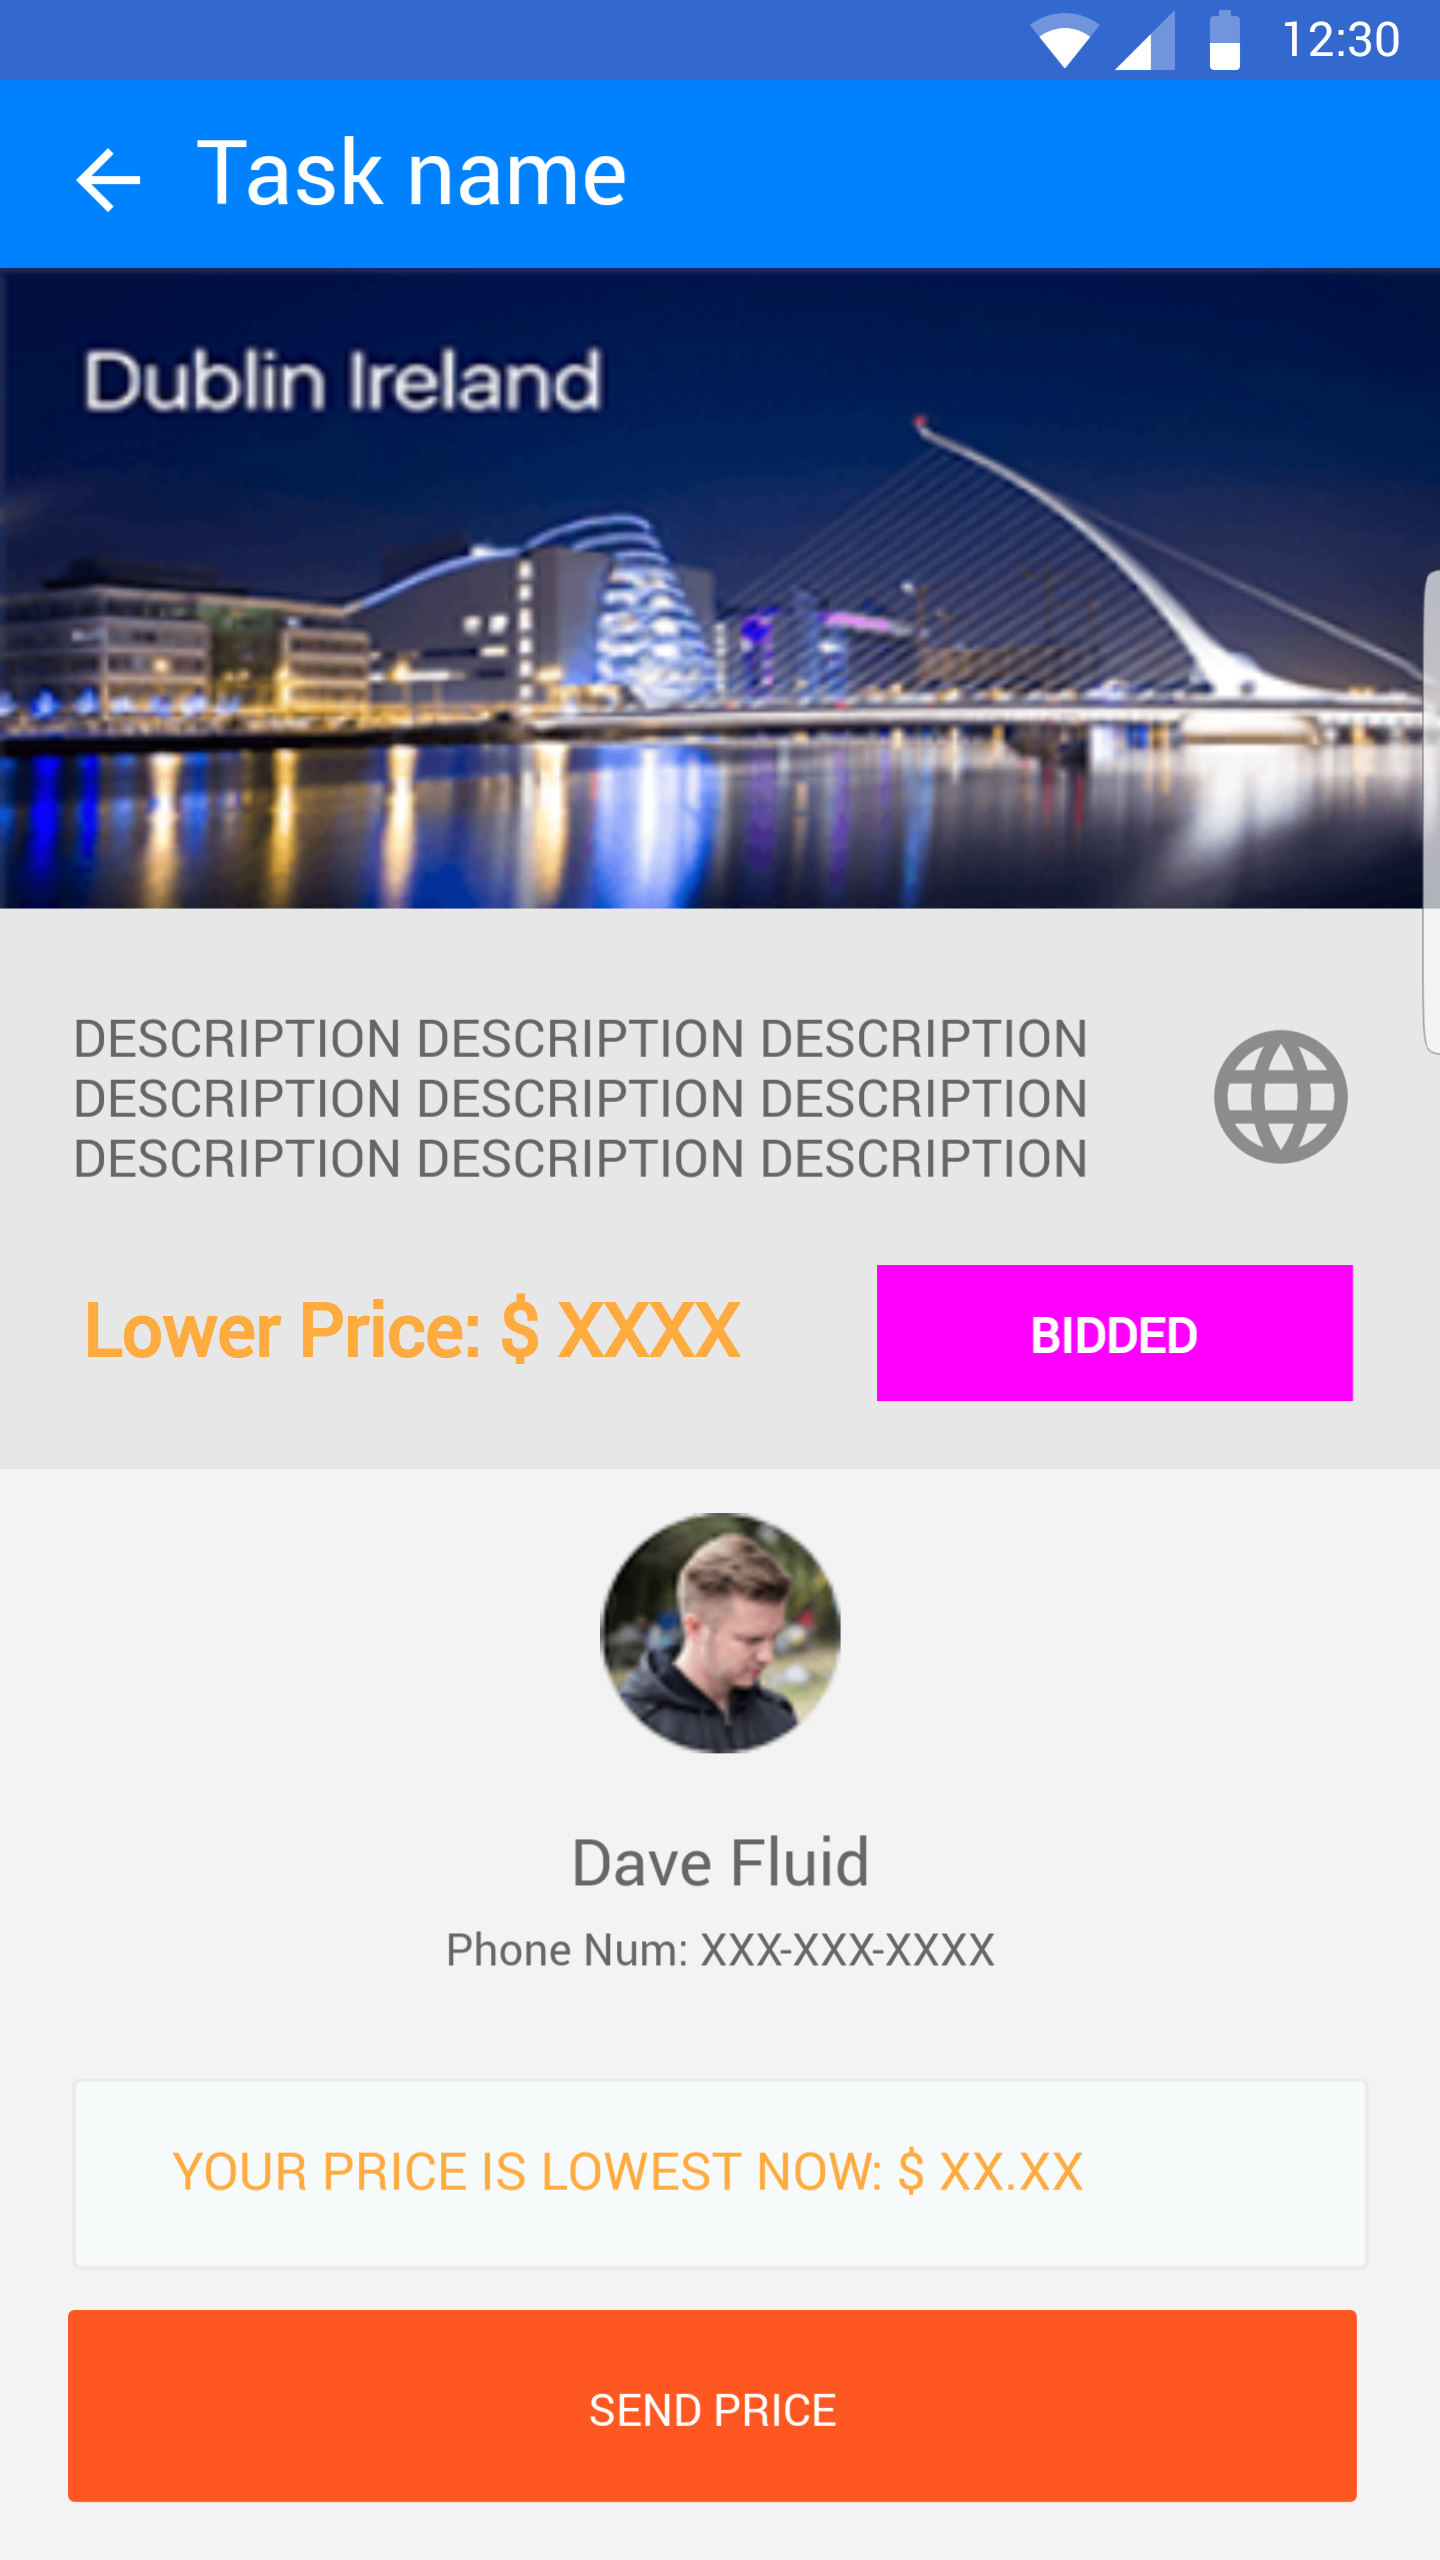 12:30
Task name
Dublin Ireland
DESCRIPTION DESCRIPTION DESCRIPTION
DESCRIPTION DESCRIPTION DESCRIPTION
DESCRIPTION DESCRIPTION DESCRIPTION
Lower Price: $ XXXX
BIDDED
Dave Fluid
Phone Num: XXX-XXX-XXXX
YOUR PRICE IS LOWEST NOW: $ XX.XX
SEND PRICE